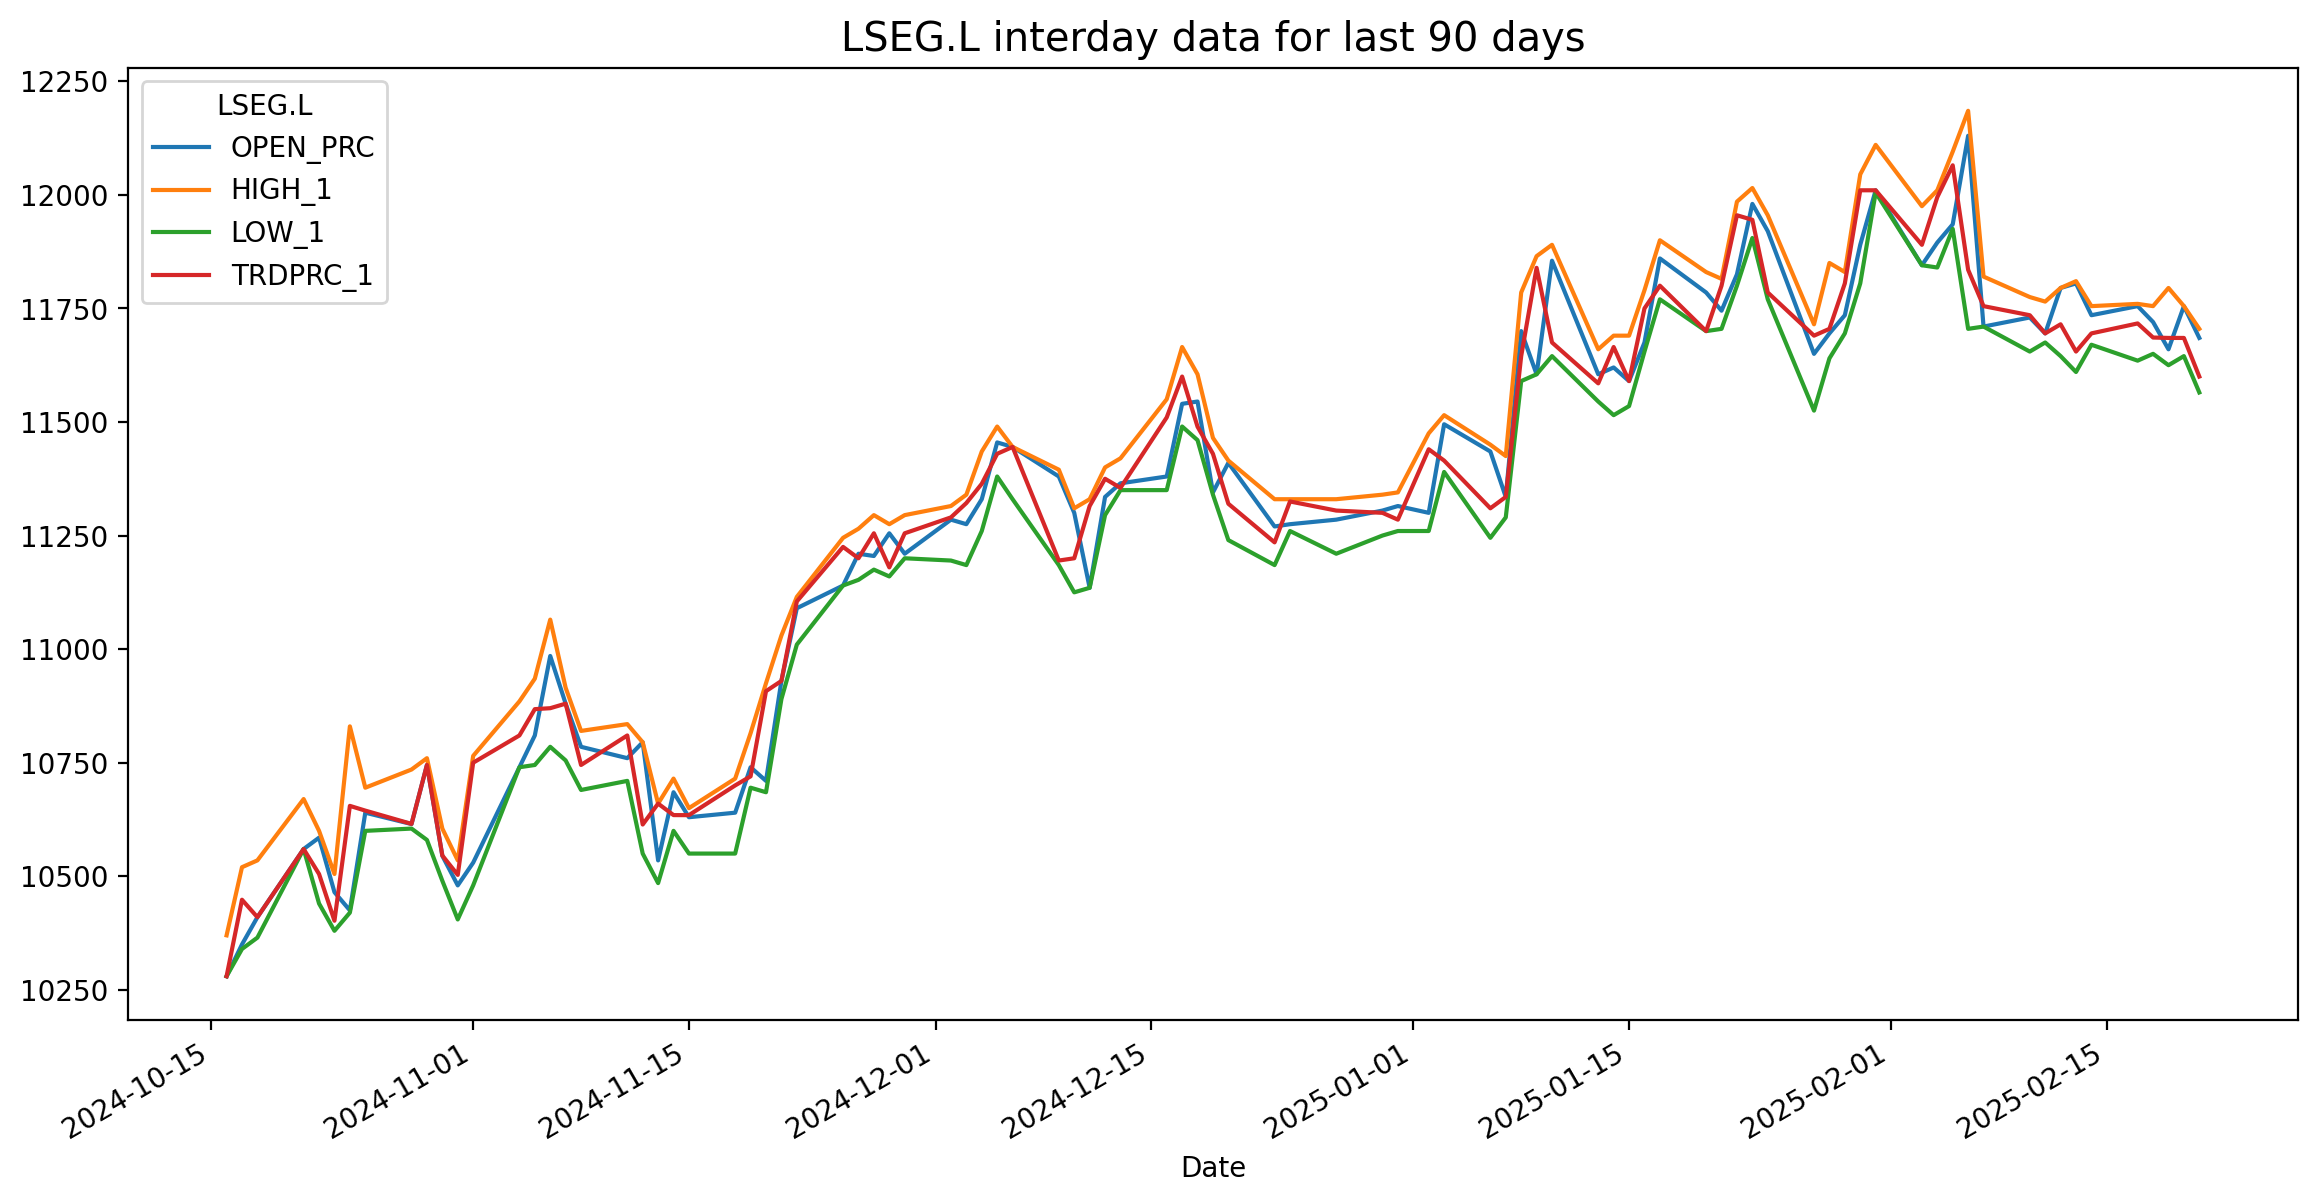 LSEG.L interday data for last 90 days
12250
12000
11750
11500
11250
11000
10750
10500
10250
LSEG.L
OPEN_PRC
HIGH_1
LOW_1
TRDPRC_1
2024-10-15
2024-11-01
2024-11-15
2024-12-01
2024-12-15
2025-01-01
2025-01-15
2025-02-01
2025-02-15
Date